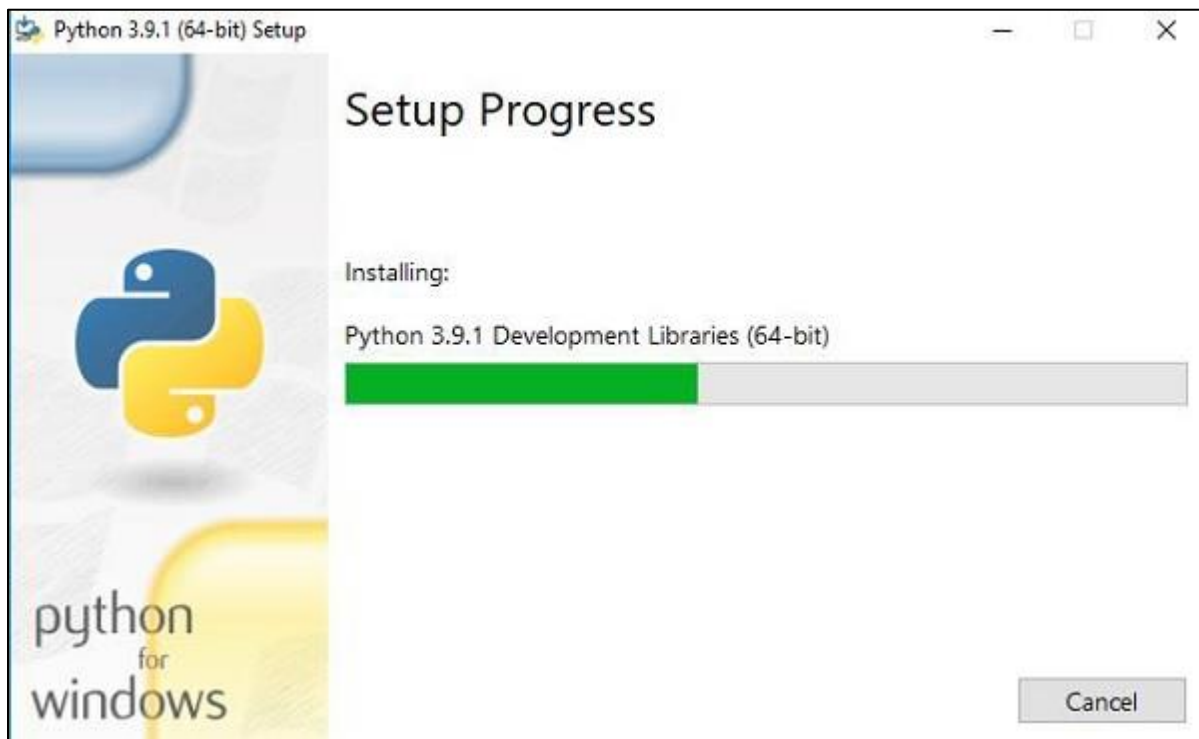 Python 3.9.1 (64-bit) Setup
Setup Progress
Installing:
Python 3.9.1 Development Libraries (64-bit)
python
for
windows
Cancel